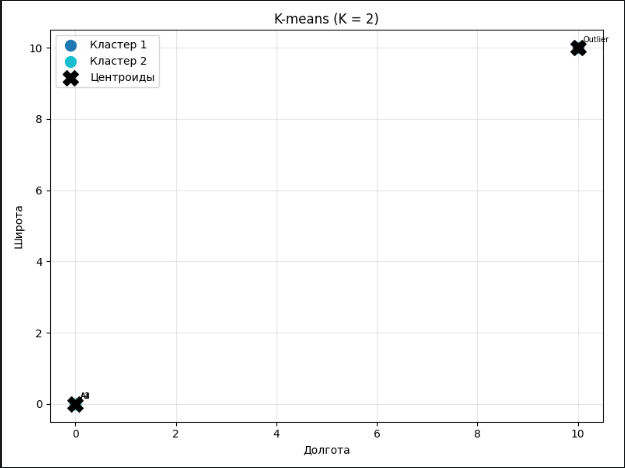 K-means (K = 2)
Кластер 1
Кластер 2
Центроиды
Outlier
10
8
6
4
2
0
Широта
0
2
4
6
8
10
Долгота